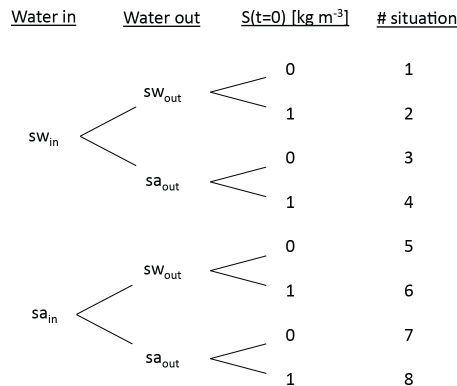 Water in Water out S(t=0) [kg m⁻³] # situation
0 1
sw_out
1 2
sw_in
0 3
sa_out
1 4
0 5
sw_out
1 6
sa_in
0 7
sa_out
1 8